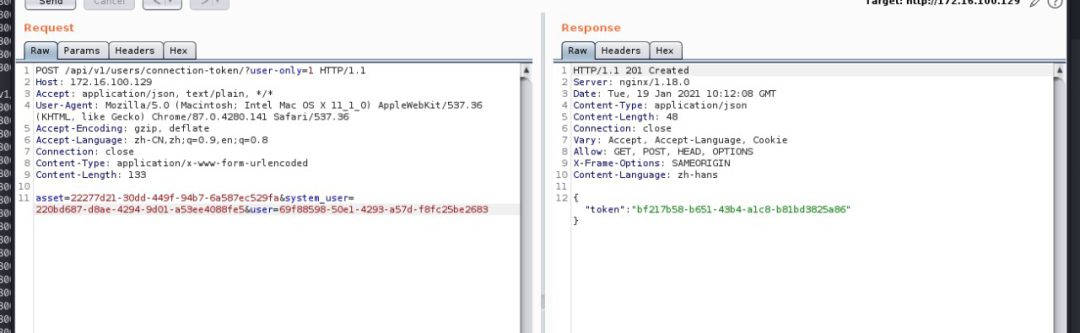 Send Cancel < > Target: http://172.16.100.129
Request
Raw Params Headers Hex
1 POST /api/v1/users/connection-token/?user-only=1 HTTP/1.1
2 Host: 172.16.100.129
3 Accept: application/json, text/plain, */*
4 User-Agent: Mozilla/5.0 (Macintosh; Intel Mac OS X 11_1_0) AppleWebKit/537.36
(KHTML, like Gecko) Chrome/87.0.4280.141 Safari/537.36
5 Accept-Encoding: gzip, deflate
6 Accept-Language: zh-CN,zh;q=0.9,en;q=0.8
7 Connection: close
8 Content-Type: application/x-www-form-urlencoded
9 Content-Length: 133
10
11 asset=22277d21-30dd-449f-94b7-6a587ec529fa&system_user=
220bd687-d8ae-4294-9d01-a53ee4088fe5&user=69f88598-50e1-4293-a57d-f8fc25be2683
Response
Raw Headers Hex
1 HTTP/1.1 201 Created
2 Server: nginx/1.18.0
3 Date: Tue, 19 Jan 2021 10:12:08 GMT
4 Content-Type: application/json
5 Content-Length: 48
6 Connection: close
7 Vary: Accept, Accept-Language, Cookie
8 Allow: GET, POST, HEAD, OPTIONS
9 X-Frame-Options: SAMEORIGIN
10 Content-Language: zh-hans
11
12 {
"token":"bf217b58-b651-43b4-a1c8-b81bd3825a86"
}